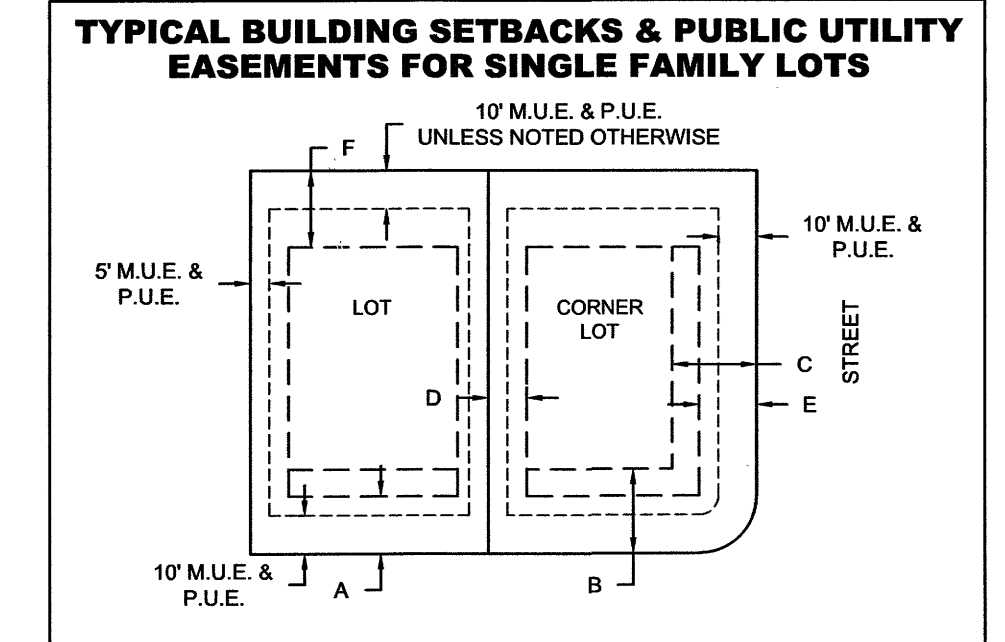 TYPICAL BUILDING SETBACKS & PUBLIC UTILITY
EASEMENTS FOR SINGLE FAMILY LOTS
10' M.U.E. & P.U.E.
UNLESS NOTED OTHERWISE
F
10' M.U.E. &
P.U.E.
5' M.U.E. &
P.U.E.
LOT
CORNER
LOT
STREET
C
D
E
10' M.U.E. &
P.U.E.
A
B